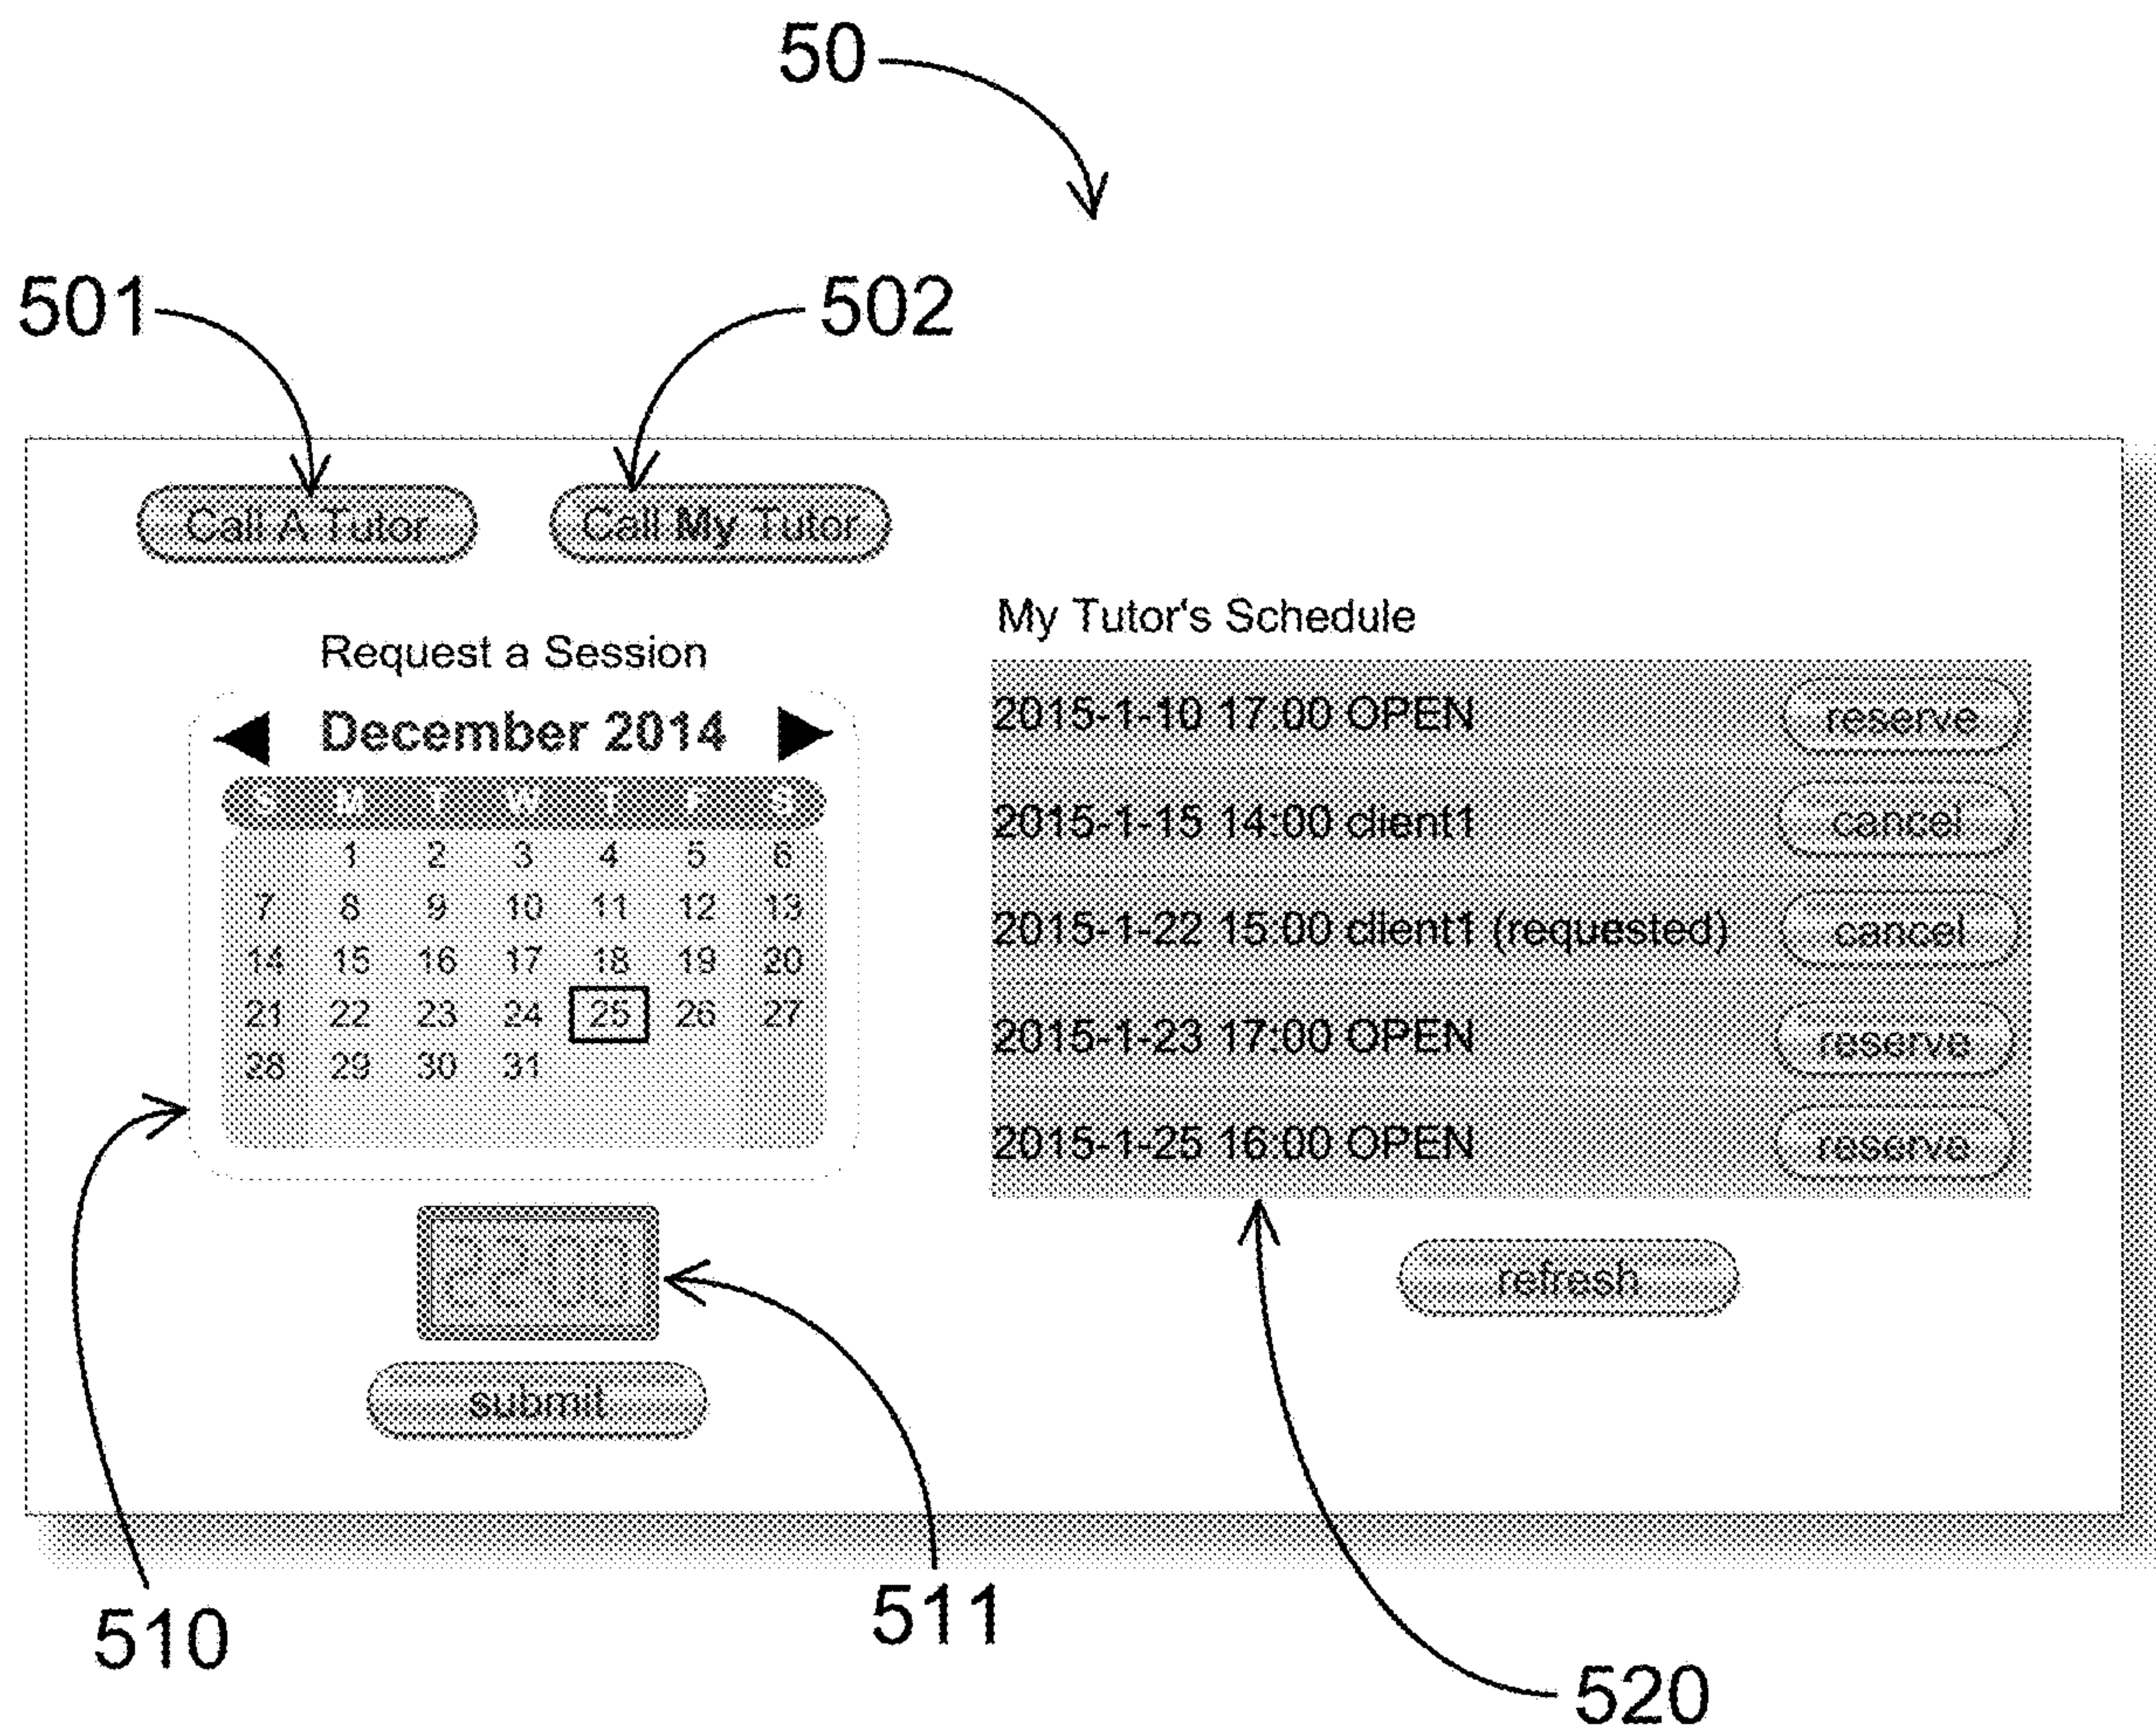 50
501
502
Call A Tutor
Call My Tutor
Request a Session
December 2014
S M T W T F S
1 2 3 4 5 6
7 8 9 10 11 12 13
14 15 16 17 18 19 20
21 22 23 24 25 26 27
28 29 30 31
submit
My Tutor's Schedule
2015-1-10 17:00 OPEN reserve
2015-1-15 14:00 client1 cancel
2015-1-22 15:00 client1 (requested) cancel
2015-1-23 17:00 OPEN reserve
2015-1-25 16:00 OPEN reserve
refresh
510
511
520